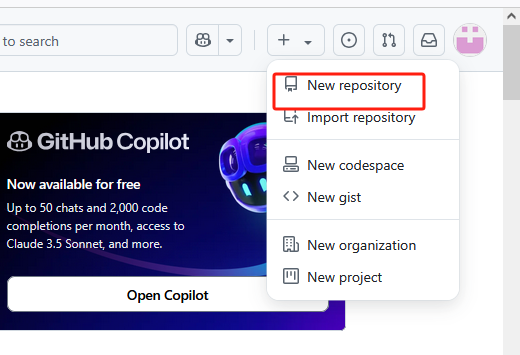 to search
New repository
Import repository
New codespace
New gist
New organization
New project
GitHub Copilot
Now available for free
Up to 50 chats and 2,000 code
completions per month, access to
Claude 3.5 Sonnet, and more.
Open Copilot